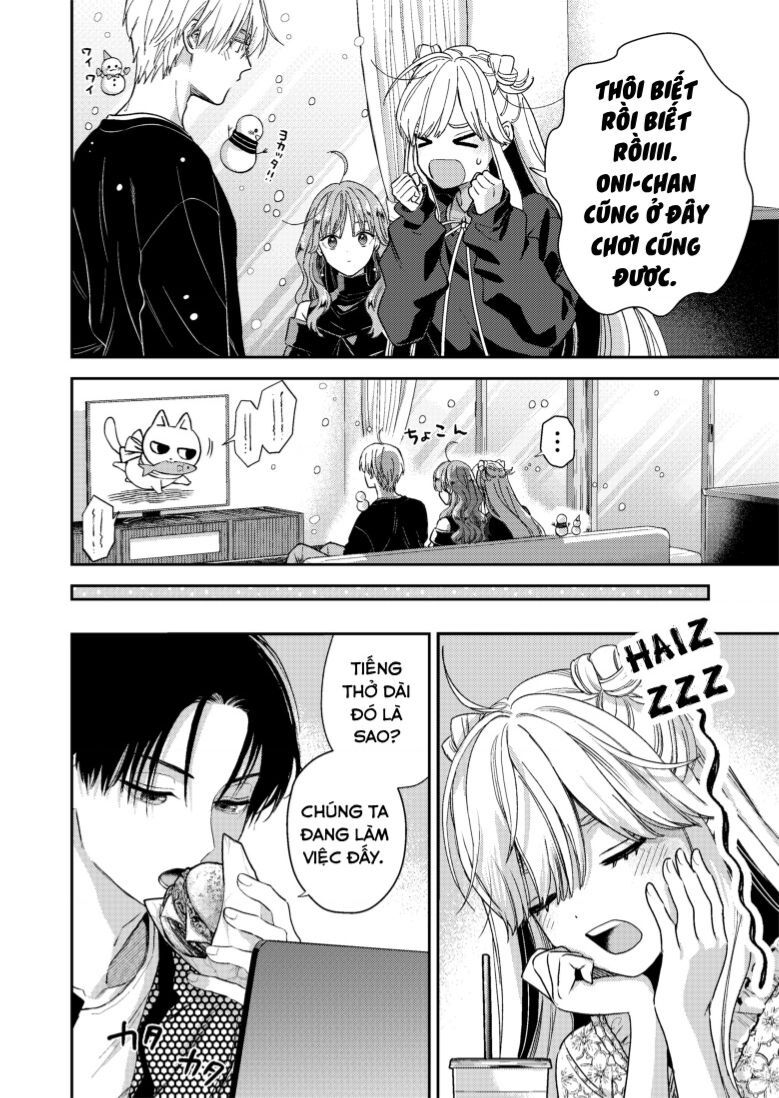 THÔI BIẾT
RỒI BIẾT
RỒIIII.
ONI-CHAN
CŨNG Ở ĐÂY
CHƠI CŨNG
ĐƯỢC.
ワイワイ
ヨカッタ!!
ちょこん
...
HAIZ
ZZZ
TIẾNG
THỞ DÀI
ĐÓ LÀ
SAO?
CHÚNG TA
ĐANG LÀM
VIỆC ĐẤY.
カタ
カタ